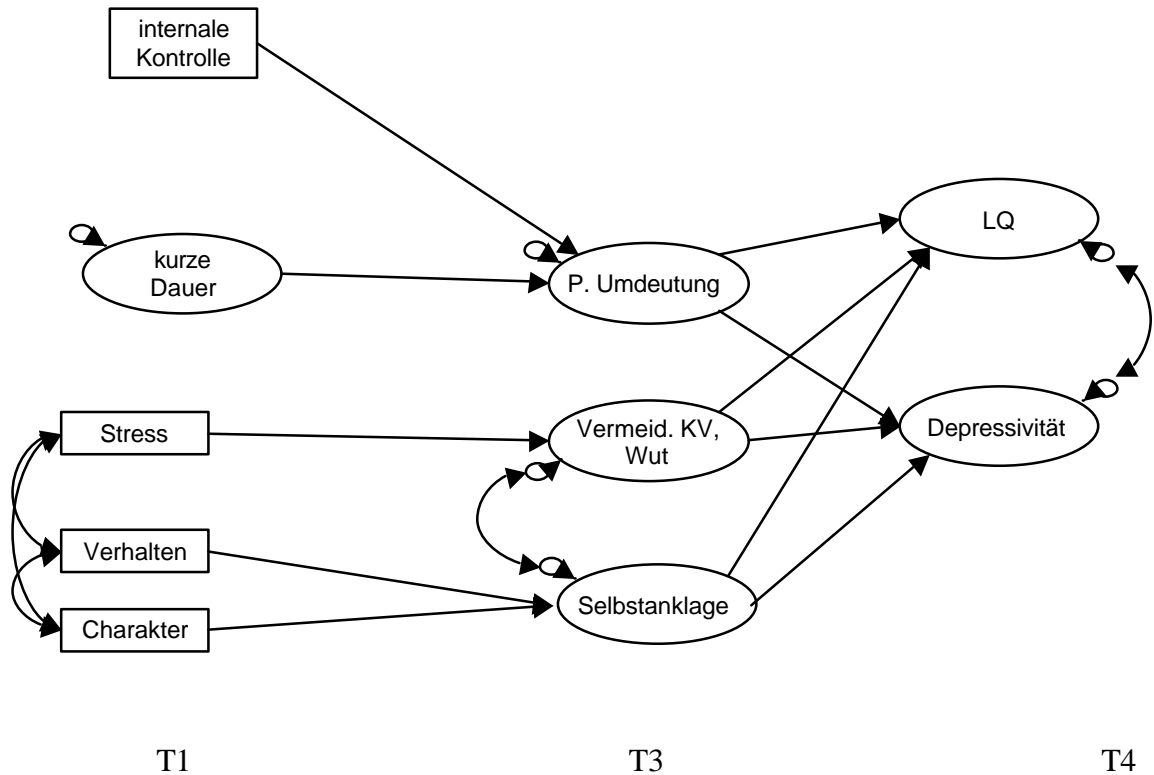 internale
Kontrolle
LQ
kurze
Dauer
P. Umdeutung
Stress
Vermeid. KV,
Wut
Depressivität
Verhalten
Selbstanklage
Charakter
T1
T3
T4